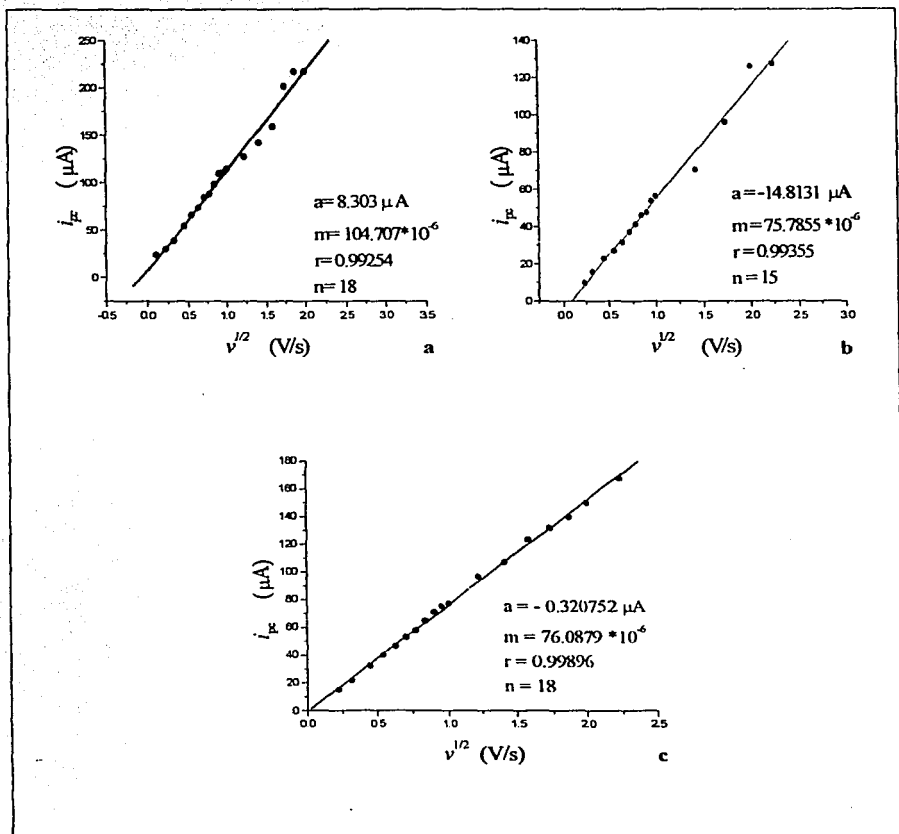 250
200
150
100
50
0
i_pc (μA)
a= 8.303 μ A
m= 104.707*10^-6
r=0.99254
n= 18
-0.5 0.0 0.5 1.0 1.5 2.0 2.5 3.0 3.5
v^1/2 (V/s)
a
140
120
100
80
60
40
20
0
i_pc (μA)
a=-14.8131 μA
m=75.7855 *10^-6
r=0.99355
n= 15
0.0 0.5 1.0 1.5 2.0 2.5 3.0
v^1/2 (V/s)
b
180
160
140
120
100
80
60
40
20
0
i_pc (μA)
a = - 0.320752 μA
m = 76.0879 *10^-6
r = 0.99896
n = 18
0.0 0.5 1.0 1.5 2.0 2.5
v^1/2 (V/s)
c